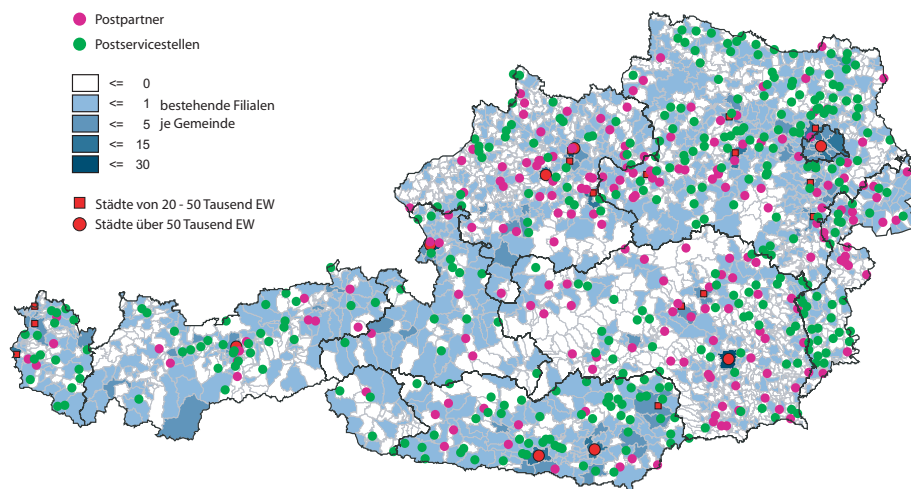 Postpartner
Postservicestellen
<= 0
<= 1 bestehende Filialen
<= 5 je Gemeinde
<= 15
<= 30
Städte von 20 - 50 Tausend EW
Städte über 50 Tausend EW